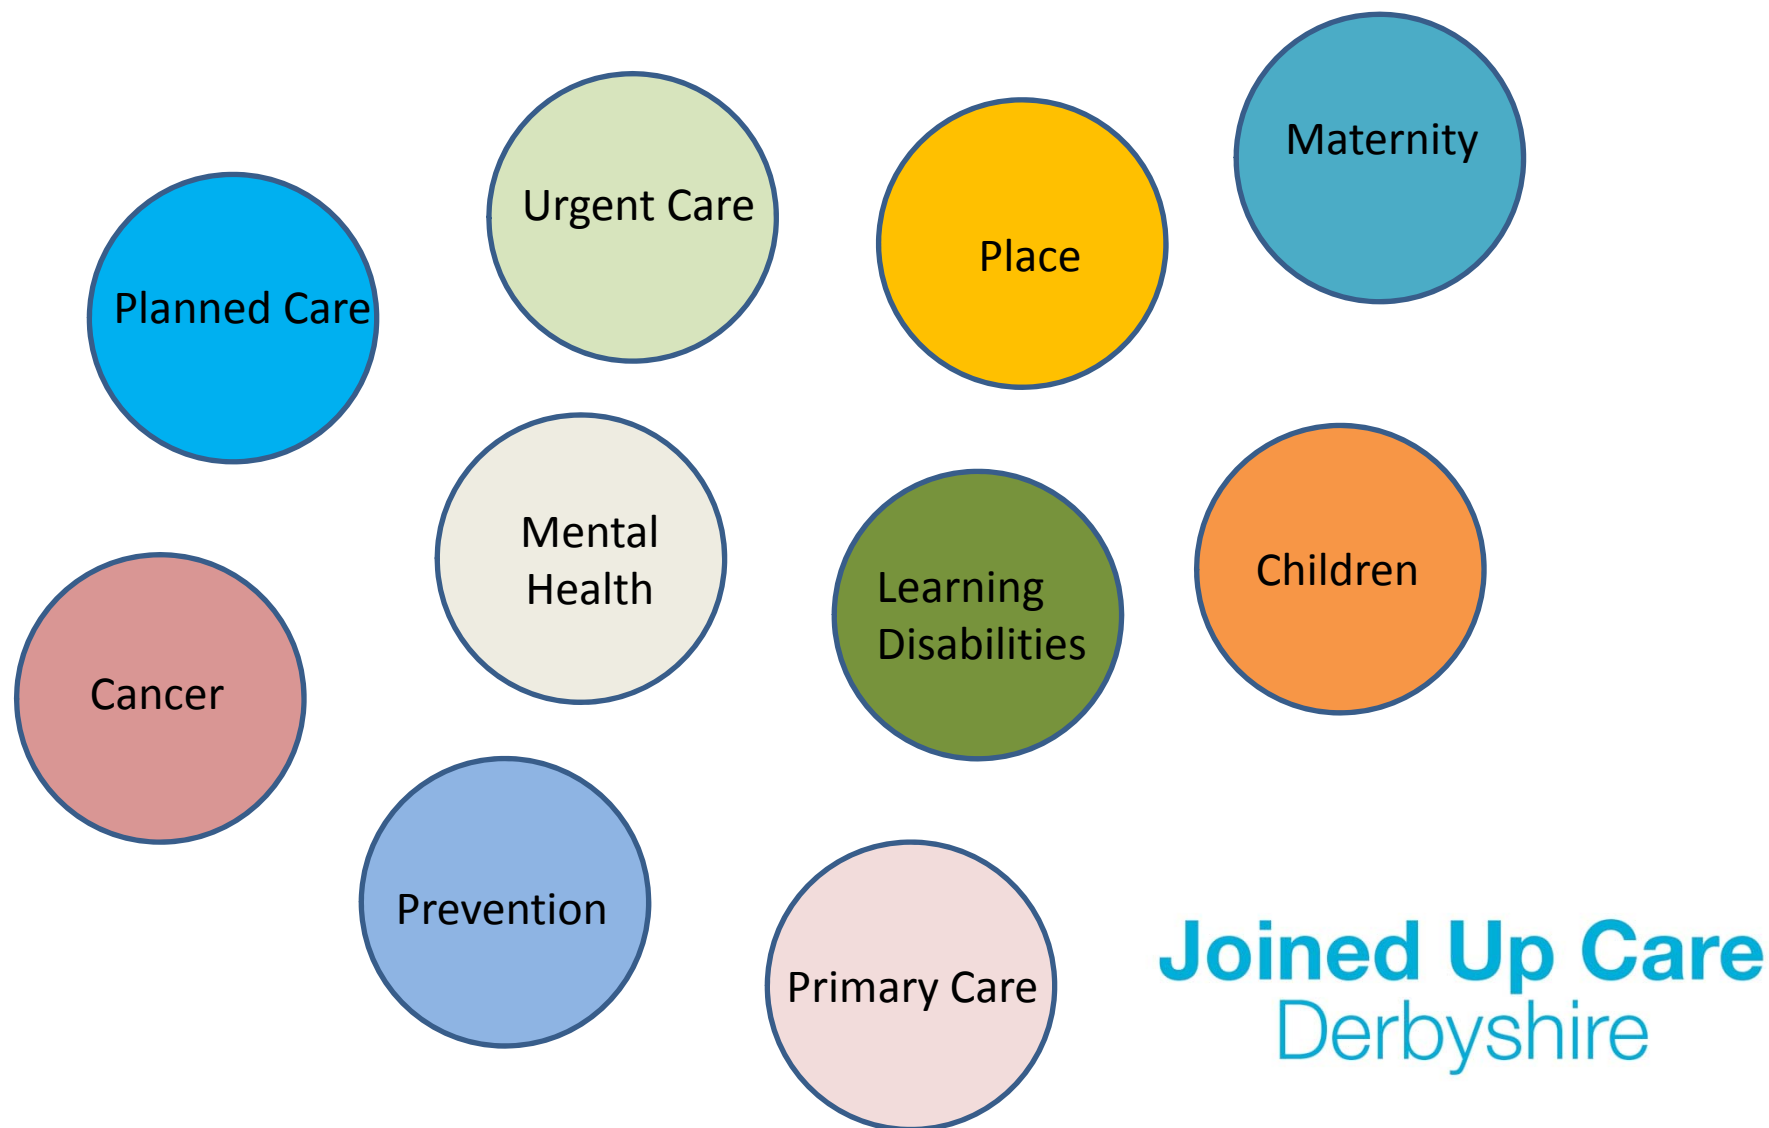 Maternity
Urgent Care
Place
Planned Care
Mental
Health
Learning
Disabilities
Children
Cancer
Prevention
Primary Care
Joined Up Care
Derbyshire